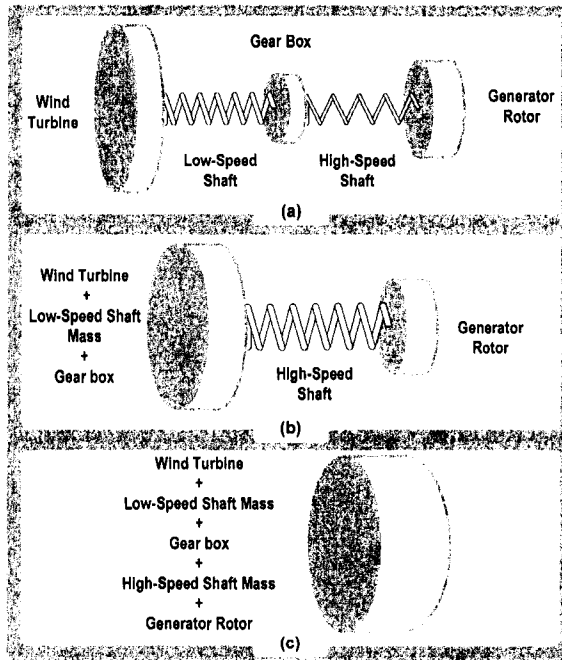 Gear Box
Wind
Turbine
Generator
Rotor
Low-Speed
Shaft
High-Speed
Shaft
(a)
Wind Turbine
+
Low-Speed Shaft
Mass
+
Gear box
High-Speed
Shaft
Generator
Rotor
(b)
Wind Turbine
+
Low-Speed Shaft Mass
+
Gear box
+
High-Speed Shaft Mass
+
Generator Rotor
(c)